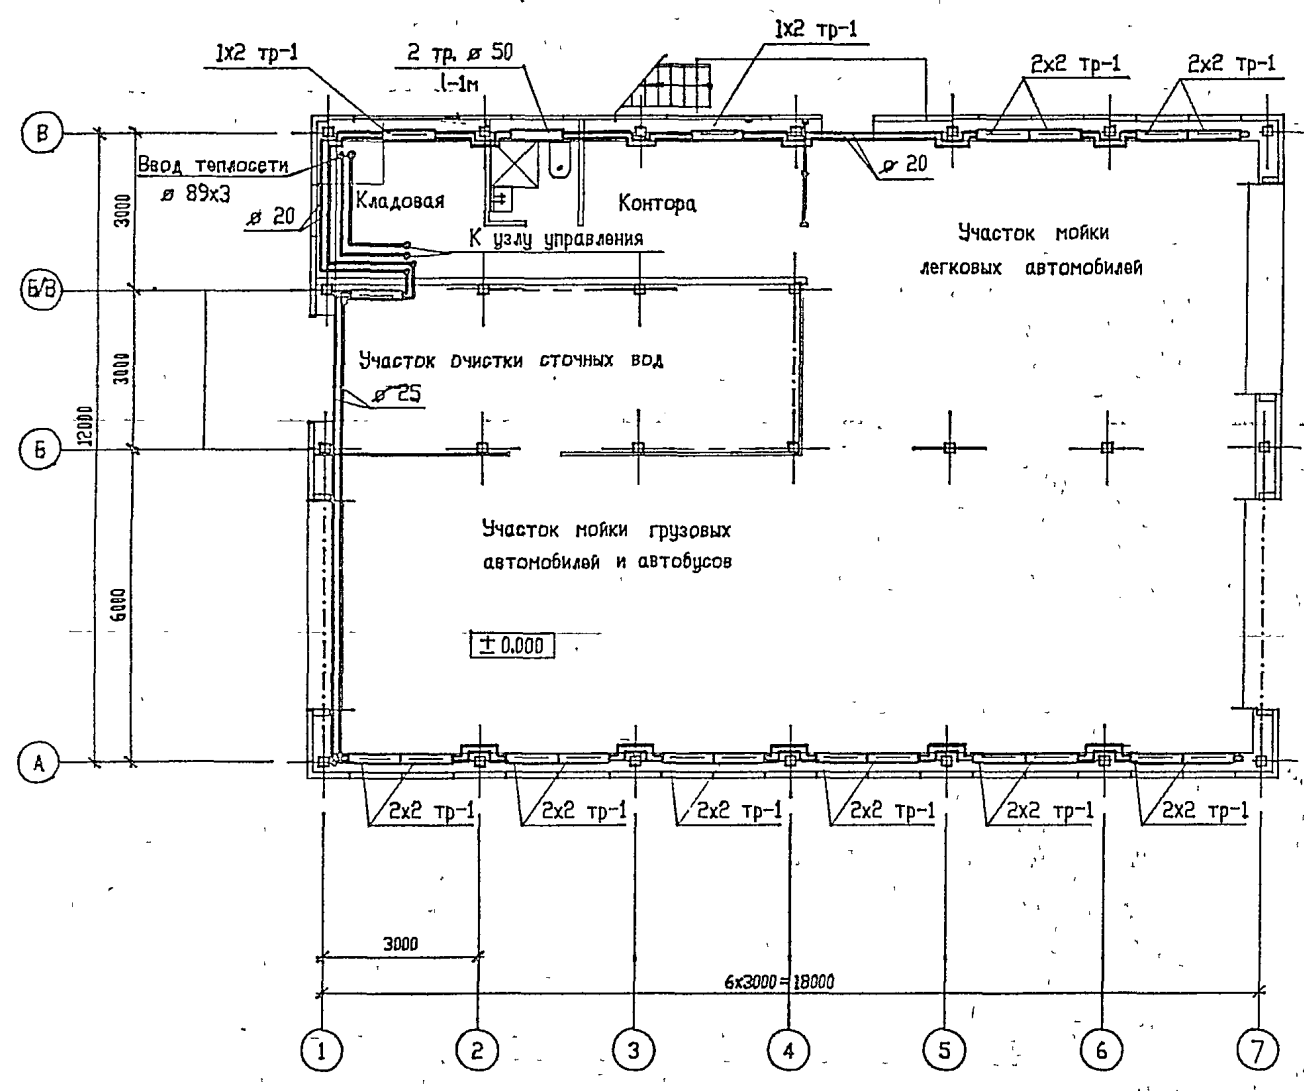 1х2 тр-1
2 тр. ø 50
l-1м
1х2 тр-1
2х2 тр-1
2х2 тр-1
В
Ввод теплосети
ø 89х3
ø 20
Кладовая
Контора
К узлу управления
ø 20
Участок мойки
легковых автомобилей
3000
Б/В
Участок очистки сточных вод
ø 25
3000
12000
Б
Участок мойки грузовых
автомобилей и автобусов
6000
± 0.000
А
2х2 тр-1
2х2 тр-1
2х2 тр-1
2х2 тр-1
2х2 тр-1
2х2 тр-1
3000
6х3000=18000
1
2
3
4
5
6
7